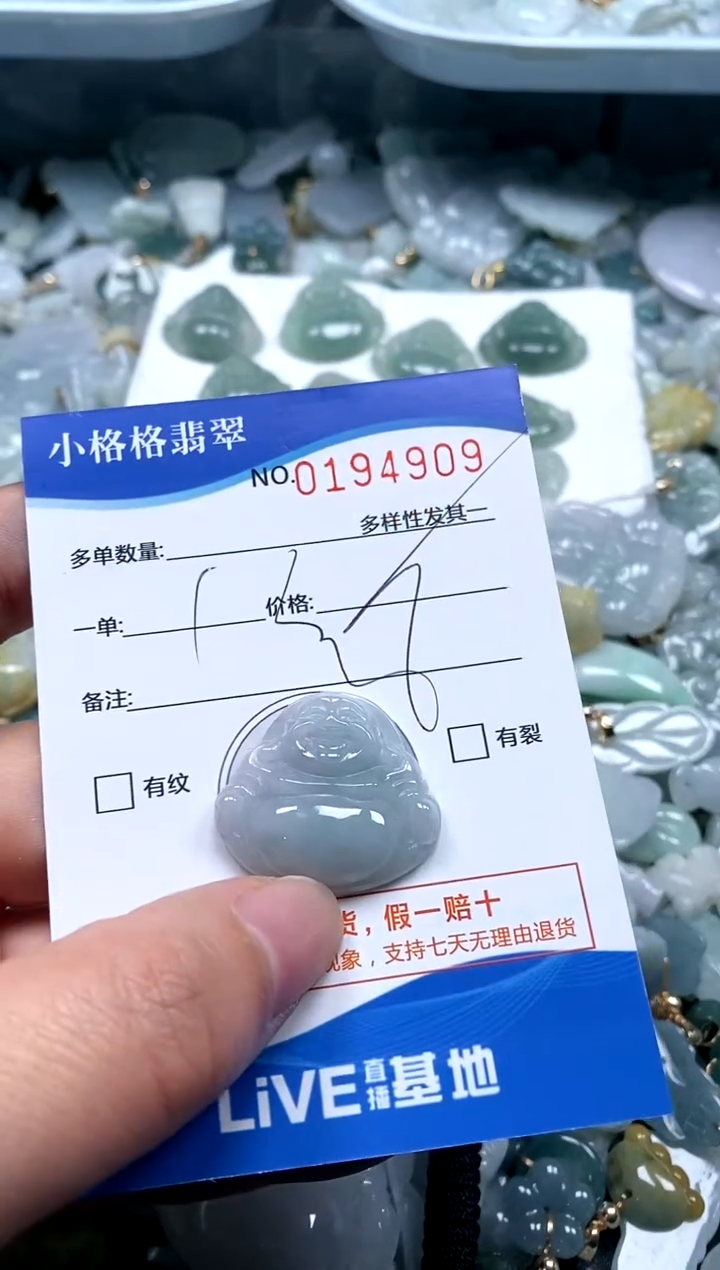 小格格翡翠
NO.0194909
多样性发其一
多单数量:
一单:
价格:
备注:
有裂
有纹
货，假一赔十
现象，支持七天无理由退货
LiVE直播基地